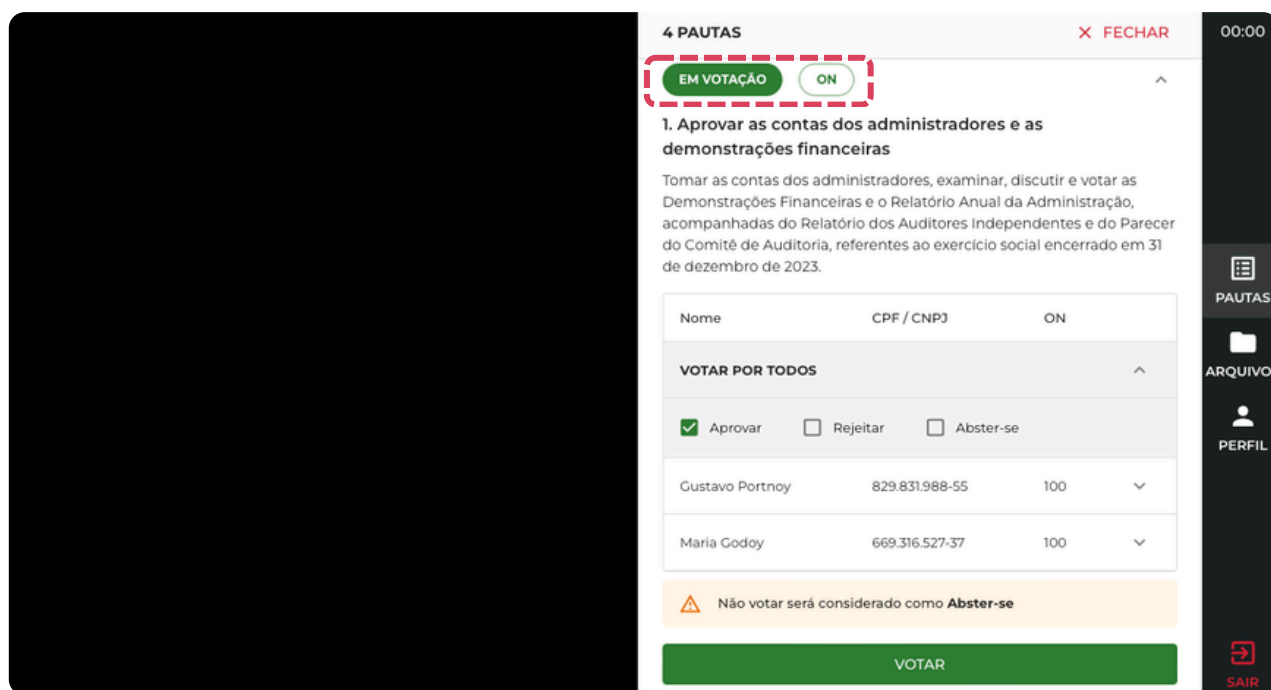 4 PAUTAS
FECHAR
00:00
EM VOTAÇÃO
ON
1. Aprovar as contas dos administradores e as
demonstrações financeiras
Tomar as contas dos administradores, examinar, discutir e votar as
Demonstrações Financeiras e o Relatório Anual da Administração,
acompanhadas do Relatório dos Auditores Independentes e do Parecer
do Comitê de Auditoria, referentes ao exercício social encerrado em 31
de dezembro de 2023.
Nome CPF / CNPJ ON
VOTAR POR TODOS
Aprovar Rejeitar Abster-se
Gustavo Portnoy 829.831.988-55 100
Maria Godoy 669.316.527-37 100
Não votar será considerado como Abster-se
VOTAR
PAUTAS
ARQUIVO
PERFIL
SAIR